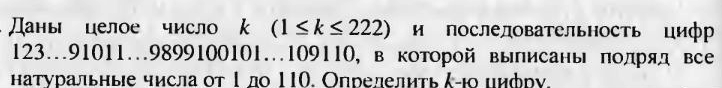 . Даны целое число k (1 ≤ k ≤ 222) и последовательность цифр
123...91011...9899100101...109110, в которой выписаны подряд все
натуральные числа от 1 до 110. Определить k-ю цифру.